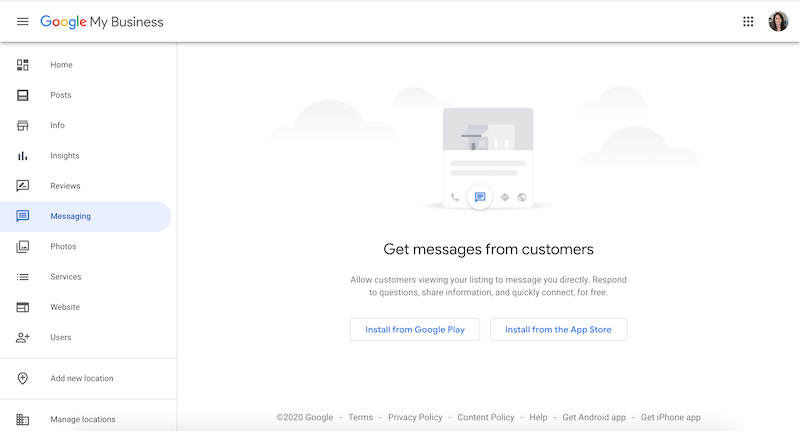 Google My Business
Home
Posts
Info
Insights
Reviews
Messaging
Photos
Services
Website
Users
Add new location
Manage locations
Get messages from customers
Allow customers viewing your listing to message you directly. Respond
to questions, share information, and quickly connect, for free.
Install from Google Play
Install from the App Store
©2020 Google - Terms - Privacy Policy - Content Policy - Help - Get Android app - Get iPhone app